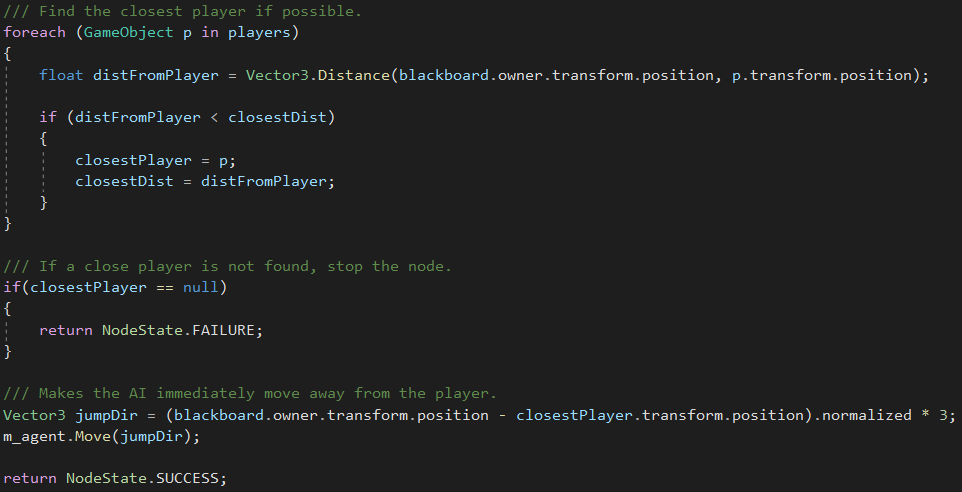 /// Find the closest player if possible.
foreach (GameObject p in players)
{
    float distFromPlayer = Vector3.Distance(blackboard.owner.transform.position, p.transform.position);

    if (distFromPlayer < closestDist)
    {
        closestPlayer = p;
        closestDist = distFromPlayer;
    }
}

/// If a close player is not found, stop the node.
if(closestPlayer == null)
{
    return NodeState.FAILURE;
}

/// Makes the AI immediately move away from the player.
Vector3 jumpDir = (blackboard.owner.transform.position - closestPlayer.transform.position).normalized * 3;
m_agent.Move(jumpDir);

return NodeState.SUCCESS;